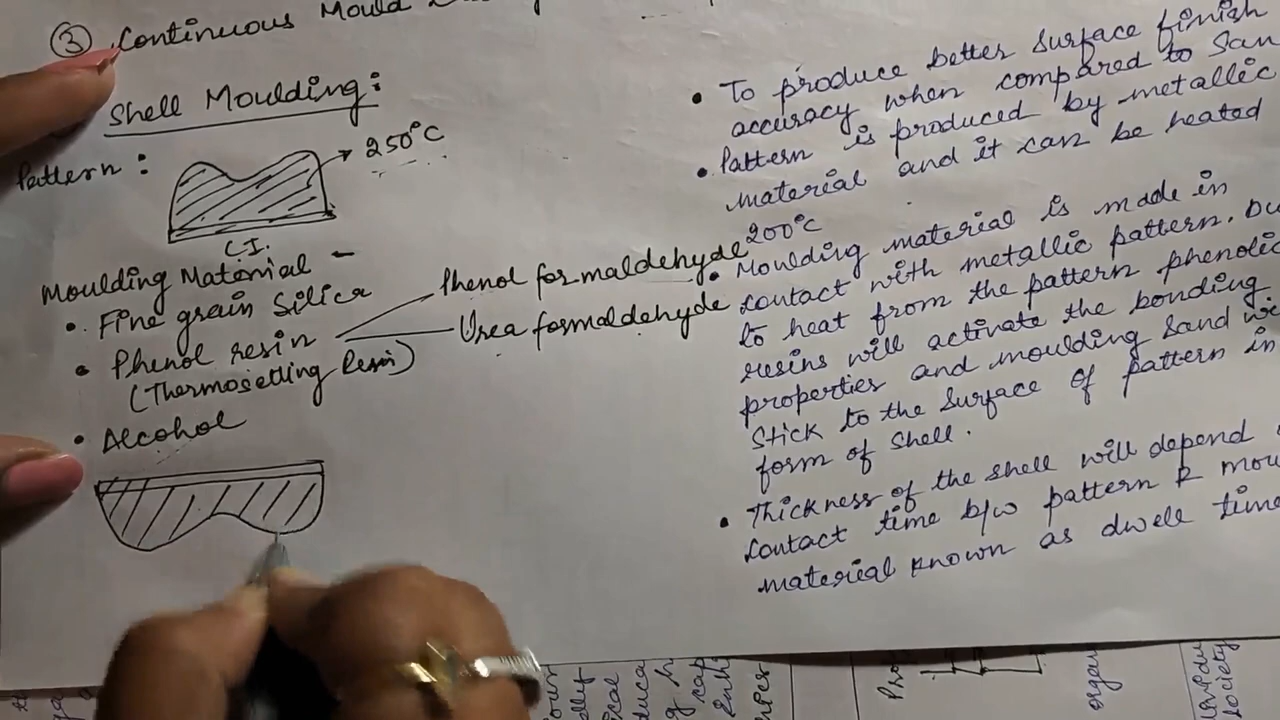 ③ Continuous Mould
Shell Moulding:
Pattern:
250°C
C.I.
Moulding Material -
• Fine grain Silica
• Phenol resin
(Thermosetting Resin)
Phenol formaldehyde
Urea formaldehyde
• Alcohol
• To produce better surface finish
accuracy when compared to San
• Pattern is produced by metallic
material and it can be heated
200°C
• Moulding material is made in
contact with metallic pattern. Du
to heat from the pattern phenolic
resins will activate the bonding
properties and moulding sand wi
stick to the surface of pattern in
form of shell.
• Thickness of the shell will depend
contact time b/w pattern & mou
material known as dwell time